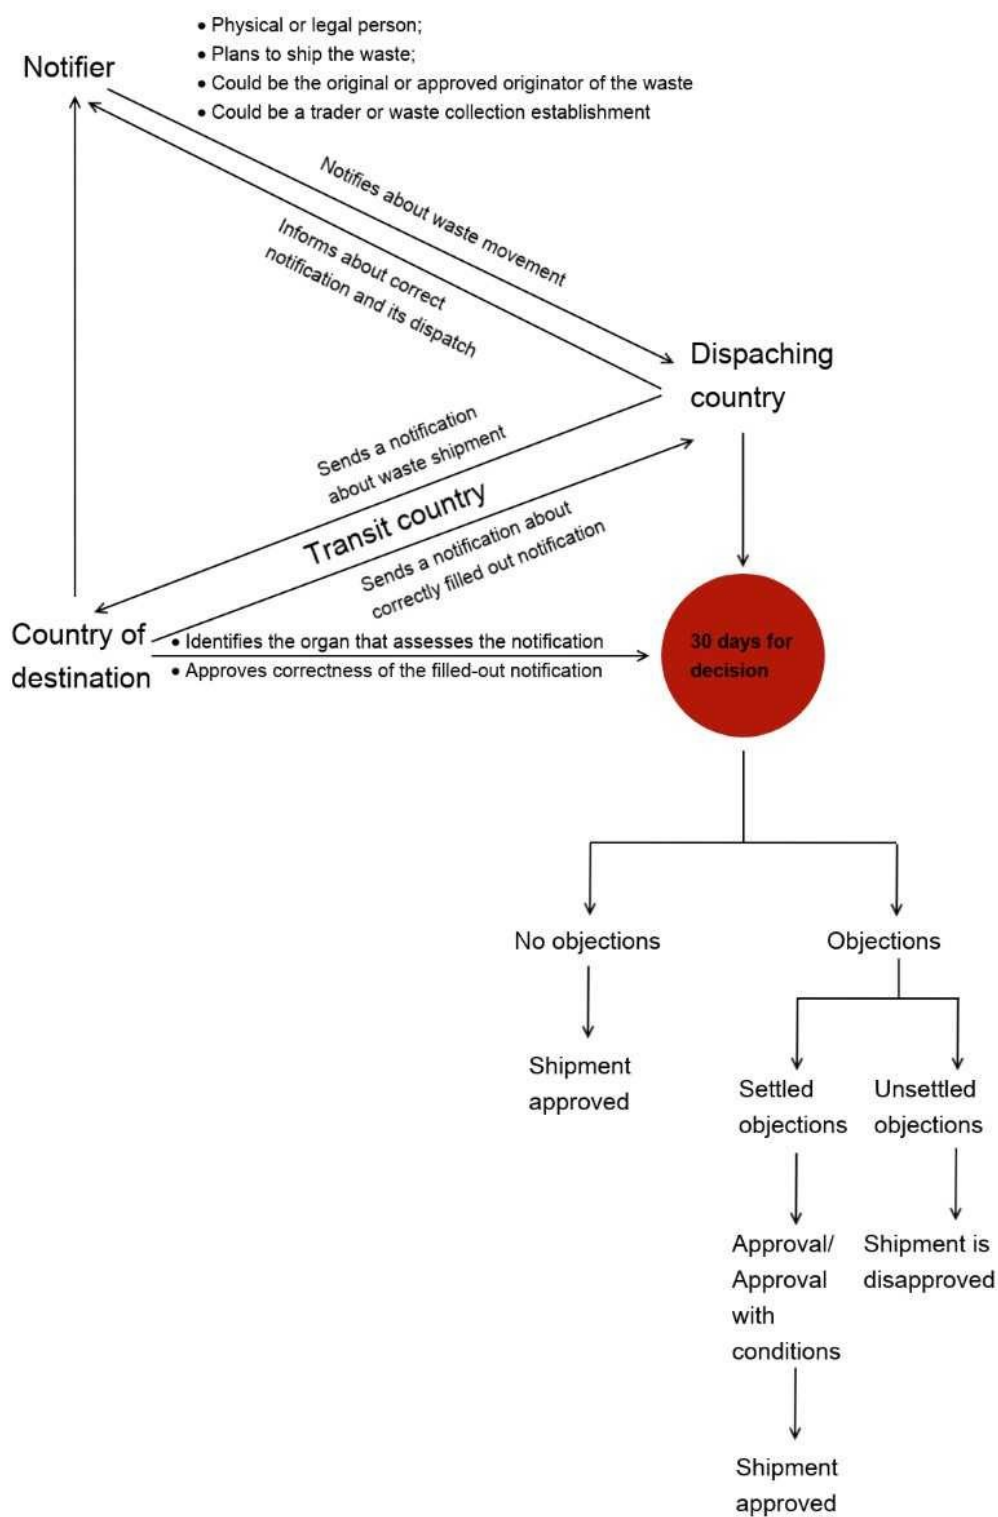 • Physical or legal person;
• Plans to ship the waste;
• Could be the original or approved originator of the waste
• Could be a trader or waste collection establishment
Notifier
Notifies about waste movement
Informs about correct
notification and its dispatch
Dispaching
country
Sends a notification
about waste shipment
Transit country
Sends a notification about
correctly filled out notification
Country of
destination
• Identifies the organ that assesses the notification
• Approves correctness of the filled-out notification
30 days for
decision
No objections
Objections
Shipment
approved
Settled
objections
Unsettled
objections
Approval/
Approval
with
conditions
Shipment is
disapproved
Shipment
approved